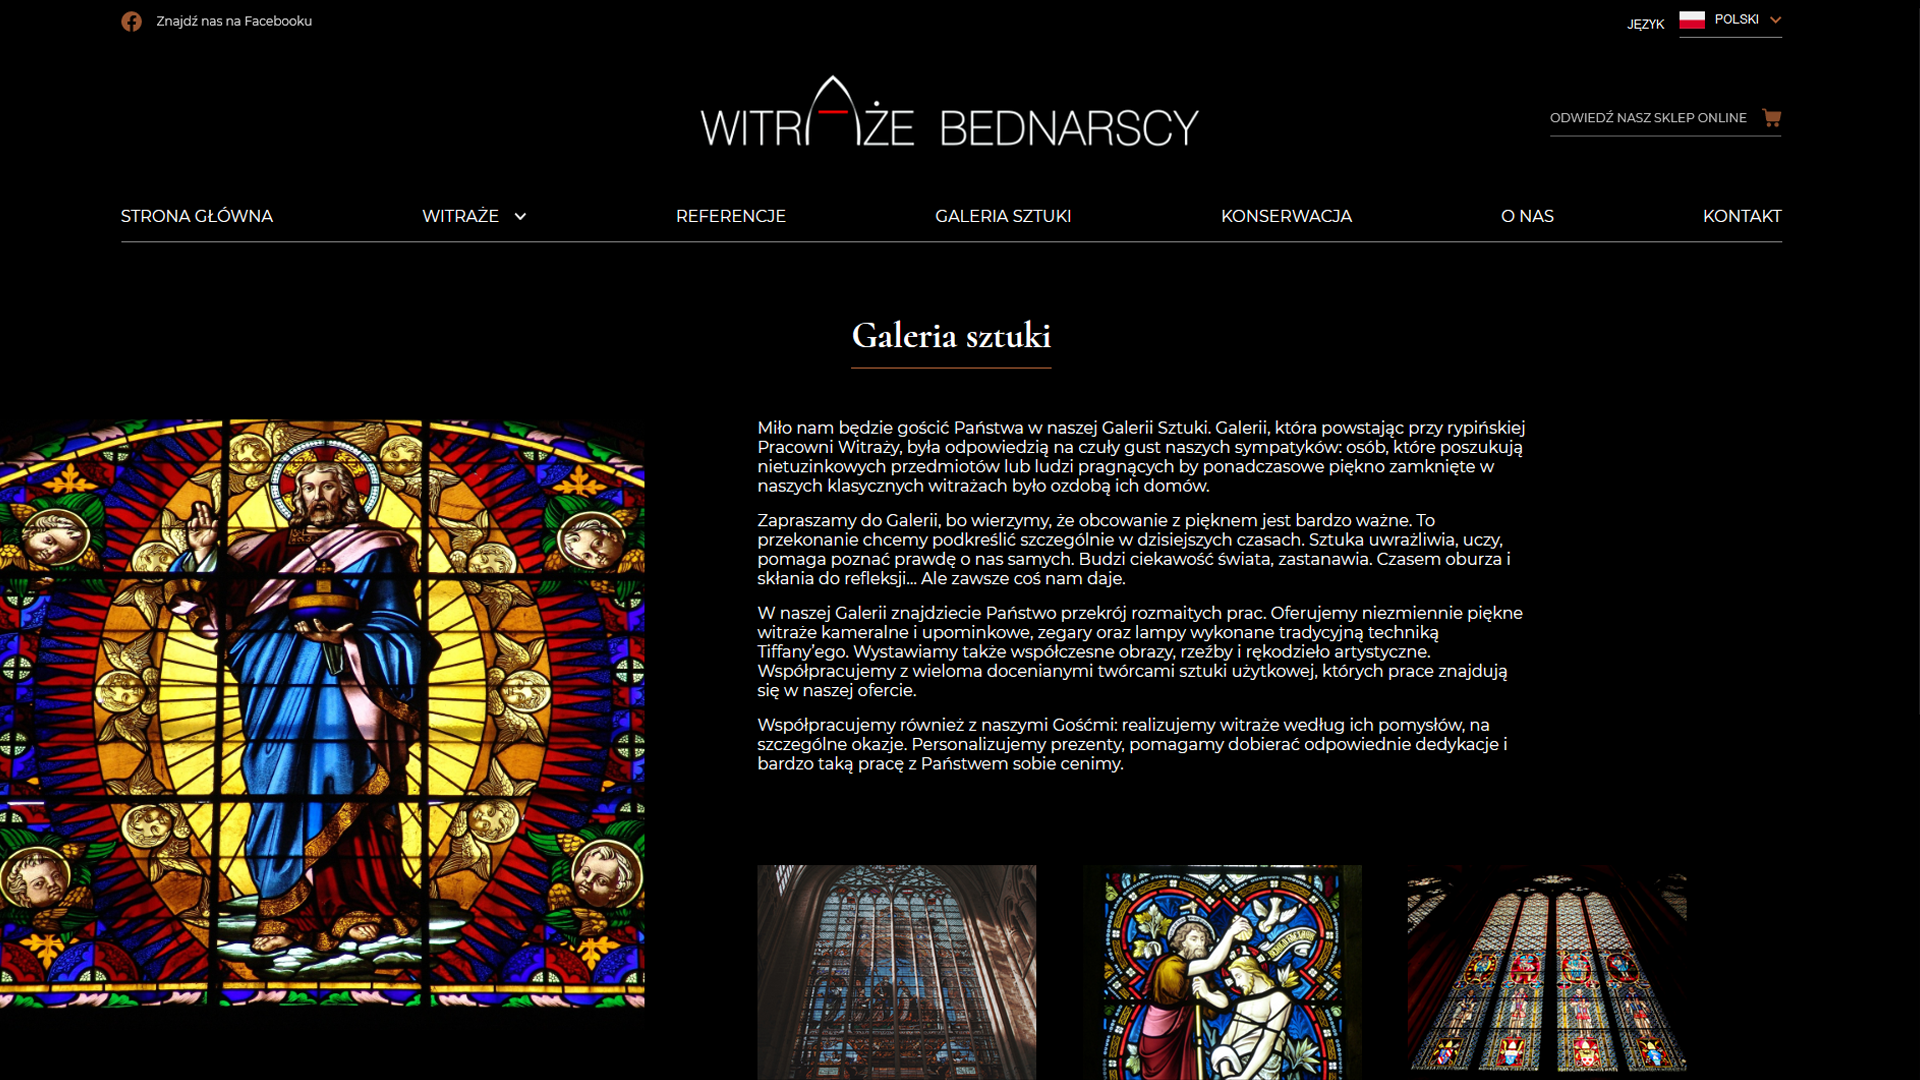 Znajdź nas na Facebooku
JĘZYK
POLSKI
WITRAŻE BEDNARSCY
ODWIEDŹ NASZ SKLEP ONLINE
STRONA GŁÓWNA
WITRAŻE
REFERENCJE
GALERIA SZTUKI
KONSERWACJA
O NAS
KONTAKT
Galeria sztuki
Miło nam będzie gościć Państwa w naszej Galerii Sztuki. Galerii, która powstając przy rypińskiej
Pracowni Witraży, była odpowiedzią na czuły gust naszych sympatyków: osób, które poszukują
nietuzinkowych przedmiotów lub ludzi pragnących by ponadczasowe piękno zamknięte w
naszych klasycznych witrażach było ozdobą ich domów.
Zapraszamy do Galerii, bo wierzymy, że obcowanie z pięknem jest bardzo ważne. To
przekonanie chcemy podkreślić szczególnie w dzisiejszych czasach. Sztuka uwrażliwia, uczy,
pomaga poznać prawdę o nas samych. Budzi ciekawość świata, zastanawia. Czasem oburza i
skłania do refleksji... Ale zawsze coś nam daje.
W naszej Galerii znajdziecie Państwo przekrój rozmaitych prac. Oferujemy niezmiennie piękne
witraże kameralne i upominkowe, zegary oraz lampy wykonane tradycyjną techniką
Tiffany’ego. Wystawiamy także współczesne obrazy, rzeźby i rękodzieło artystyczne.
Współpracujemy z wieloma docenianymi twórcami sztuki użytkowej, których prace znajdują
się w naszej ofercie.
Współpracujemy również z naszymi Gośćmi: realizujemy witraże według ich pomysłów, na
szczególne okazje. Personalizujemy prezenty, pomagamy dobierać odpowiednie dedykacje i
bardzo taką pracę z Państwem sobie cenimy.